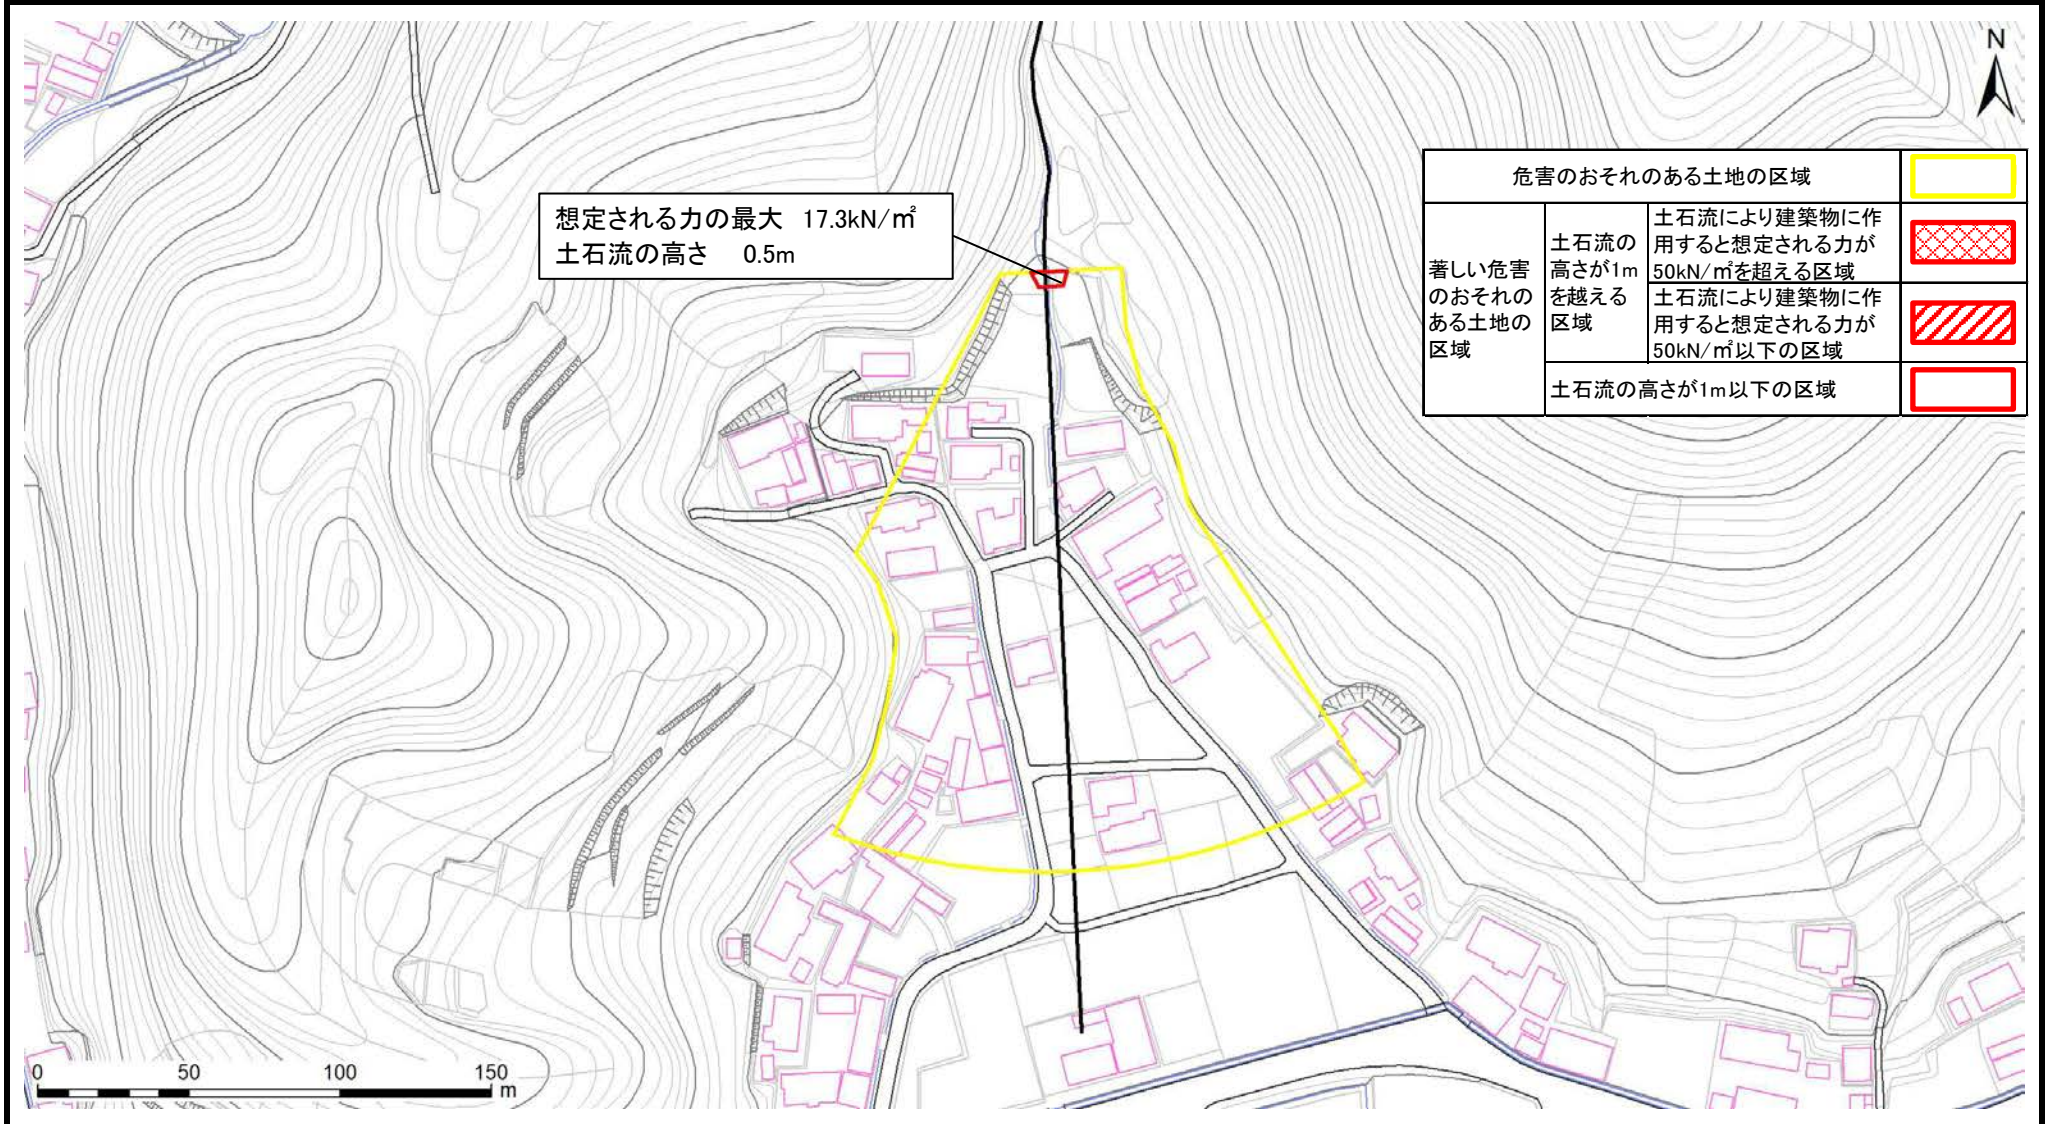 N
想定される力の最大 17.3kN/㎡
土石流の高さ 0.5m
危害のおそれのある土地の区域
著しい危害
のおそれの
ある土地の
区域
土石流の
高さが1m
を越える
区域
土石流により建築物に作
用すると想定される力が
50kN/㎡を超える区域
土石流により建築物に作
用すると想定される力が
50kN/㎡以下の区域
土石流の高さが1m以下の区域
0 50 100 150
m